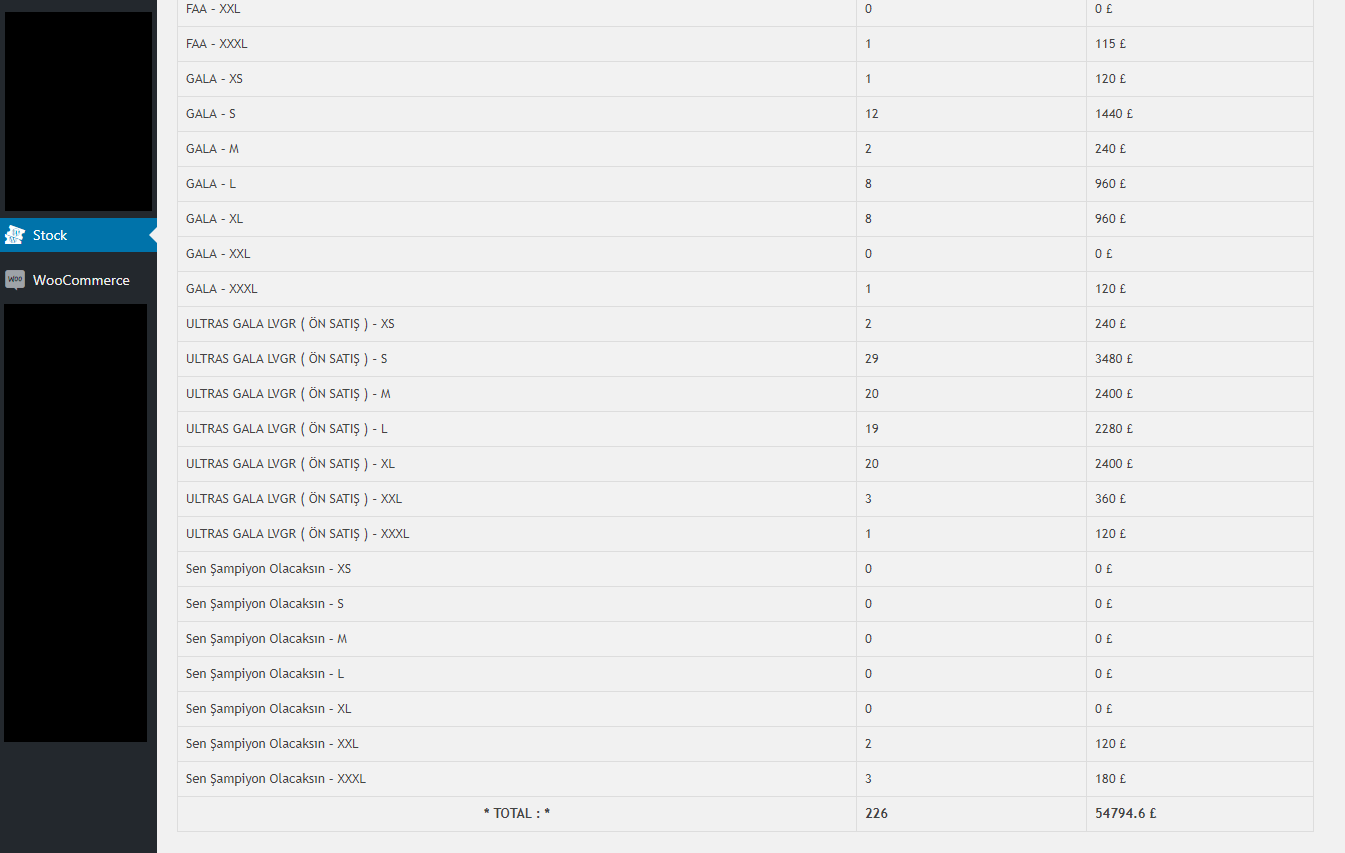 FAA - XXL 0 0 £
FAA - XXXL 1 115 £
GALA - XS 1 120 £
GALA - S 12 1440 £
GALA - M 2 240 £
GALA - L 8 960 £
Stock
GALA - XL 8 960 £
GALA - XXL 0 0 £
WOO WooCommerce
GALA - XXXL 1 120 £
ULTRAS GALA LVGR ( ÖN SATIŞ ) - XS 2 240 £
ULTRAS GALA LVGR ( ÖN SATIŞ ) - S 29 3480 £
ULTRAS GALA LVGR ( ÖN SATIŞ ) - M 20 2400 £
ULTRAS GALA LVGR ( ÖN SATIŞ ) - L 19 2280 £
ULTRAS GALA LVGR ( ÖN SATIŞ ) - XL 20 2400 £
ULTRAS GALA LVGR ( ÖN SATIŞ ) - XXL 3 360 £
ULTRAS GALA LVGR ( ÖN SATIŞ ) - XXXL 1 120 £
Sen Şampiyon Olacaksın - XS 0 0 £
Sen Şampiyon Olacaksın - S 0 0 £
Sen Şampiyon Olacaksın - M 0 0 £
Sen Şampiyon Olacaksın - L 0 0 £
Sen Şampiyon Olacaksın - XL 0 0 £
Sen Şampiyon Olacaksın - XXL 2 120 £
Sen Şampiyon Olacaksın - XXXL 3 180 £
* TOTAL : * 226 54794.6 £